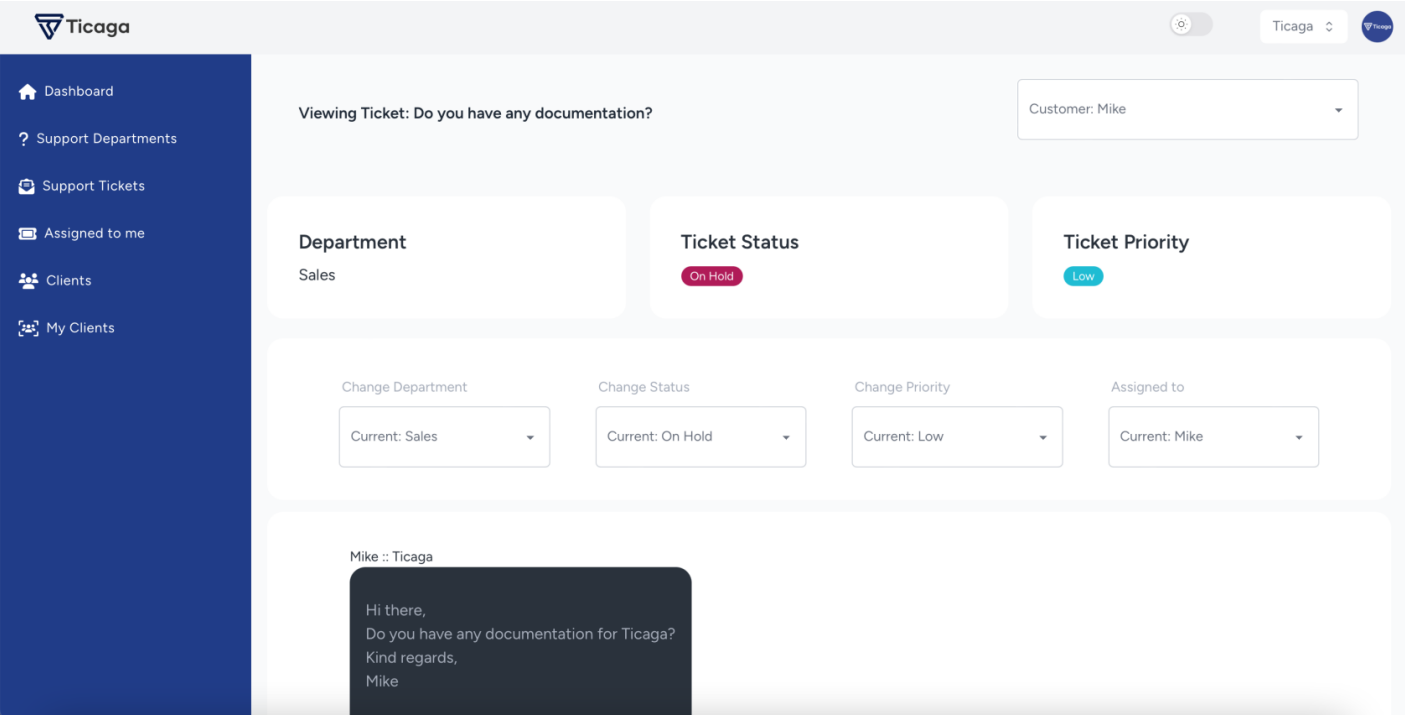 Ticaga
Ticaga
Ticaga
Dashboard
Support Departments
Support Tickets
Assigned to me
Clients
My Clients
Viewing Ticket: Do you have any documentation?
Customer: Mike
Department
Sales
Ticket Status
On Hold
Ticket Priority
Low
Change Department
Current: Sales
Change Status
Current: On Hold
Change Priority
Current: Low
Assigned to
Current: Mike
Mike :: Ticaga
Hi there,
Do you have any documentation for Ticaga?
Kind regards,
Mike